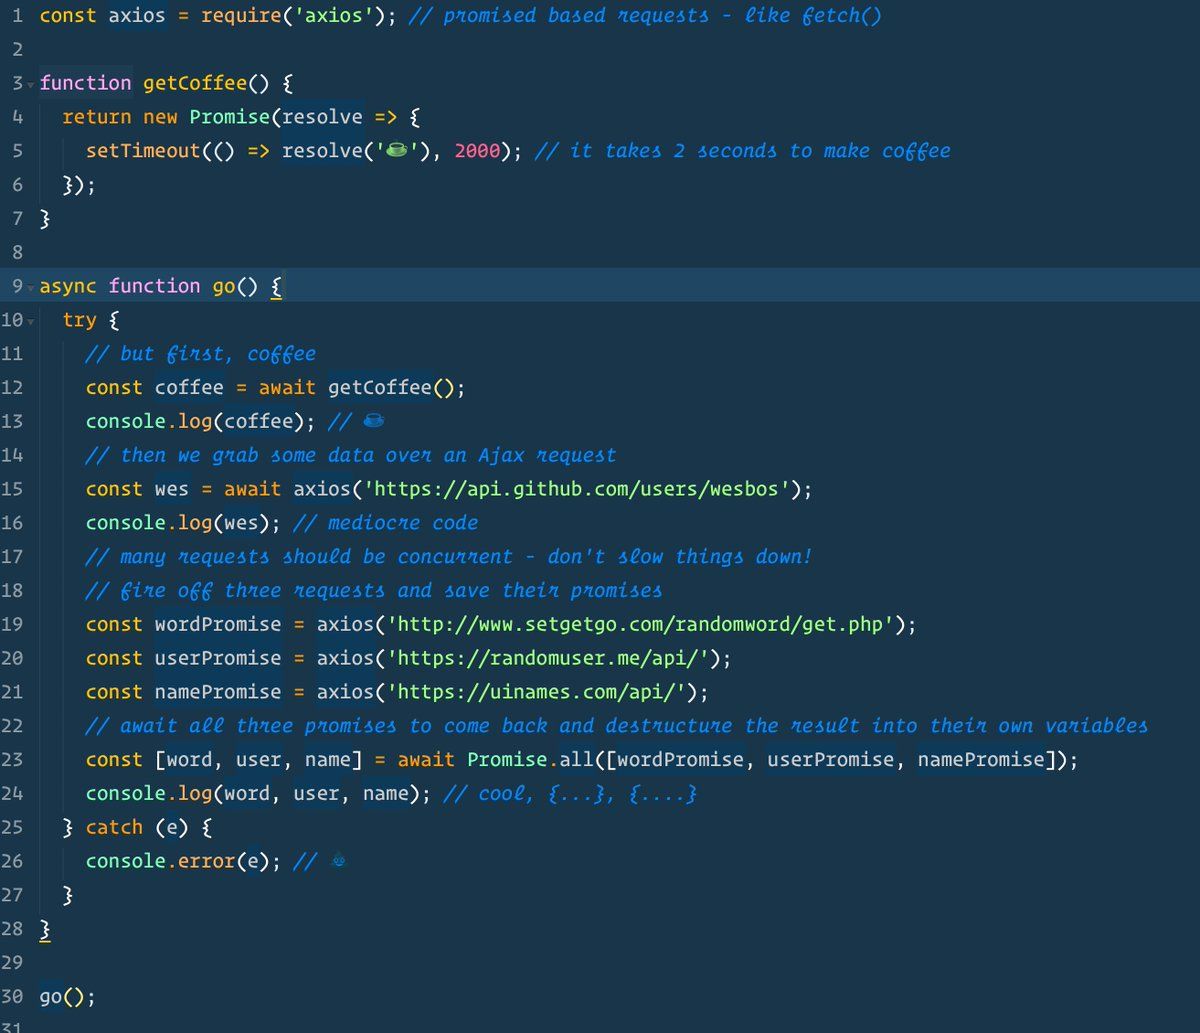 1 const axios = require('axios'); // promised based requests - like fetch()
2
3 function getCoffee() {
4 return new Promise(resolve => {
5 setTimeout(() => resolve('☕'), 2000); // it takes 2 seconds to make coffee
6 });
7 }
8
9 async function go() {
10 try {
11 // but first, coffee
12 const coffee = await getCoffee();
13 console.log(coffee); // ☕
14 // then we grab some data over an Ajax request
15 const wes = await axios('https://api.github.com/users/wesbos');
16 console.log(wes); // mediocre code
17 // many requests should be concurrent - don't slow things down!
18 // fire off three requests and save their promises
19 const wordPromise = axios('http://www.setgetgo.com/randomword/get.php');
20 const userPromise = axios('https://randomuser.me/api/');
21 const namePromise = axios('https://uinames.com/api/');
22 // await all three promises to come back and destructure the result into their own variables
23 const [word, user, name] = await Promise.all([wordPromise, userPromise, namePromise]);
24 console.log(word, user, name); // cool, {...}, {....}
25 } catch (e) {
26 console.error(e); // 💩
27 }
28 }
29
30 go();
31